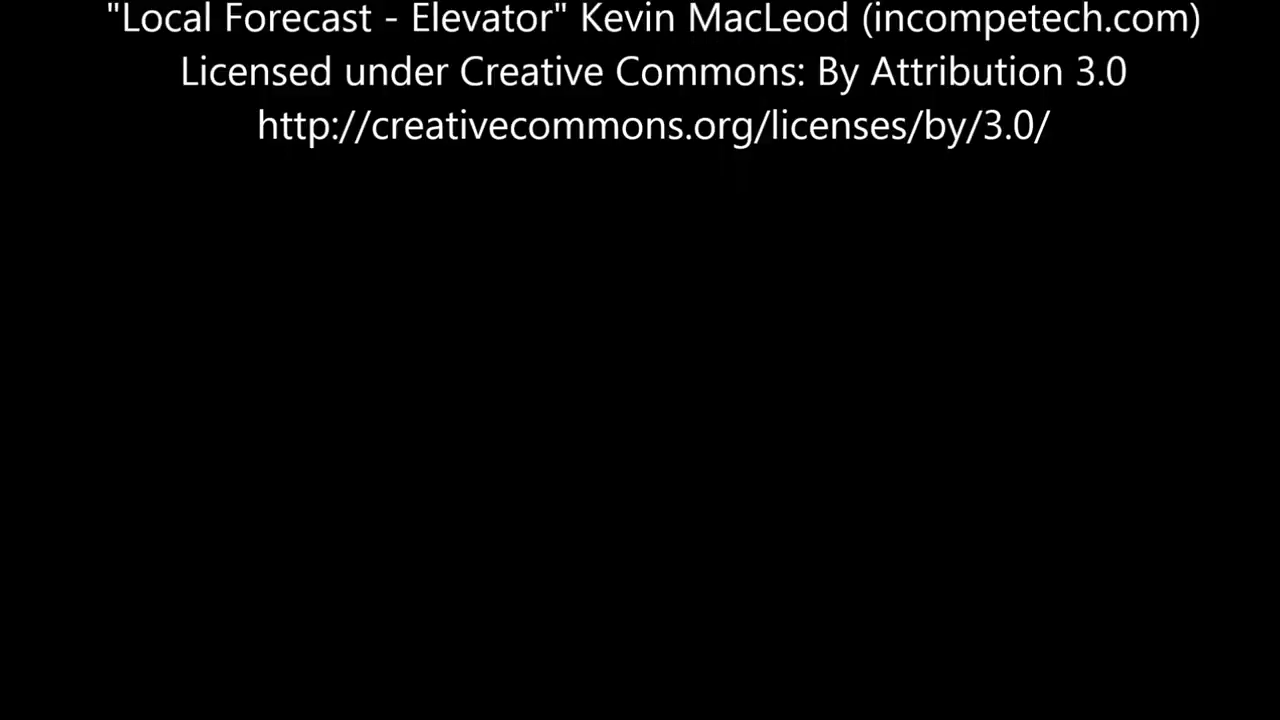 "Local Forecast - Elevator" Kevin MacLeod (incompetech.com)
Licensed under Creative Commons: By Attribution 3.0
http://creativecommons.org/licenses/by/3.0/